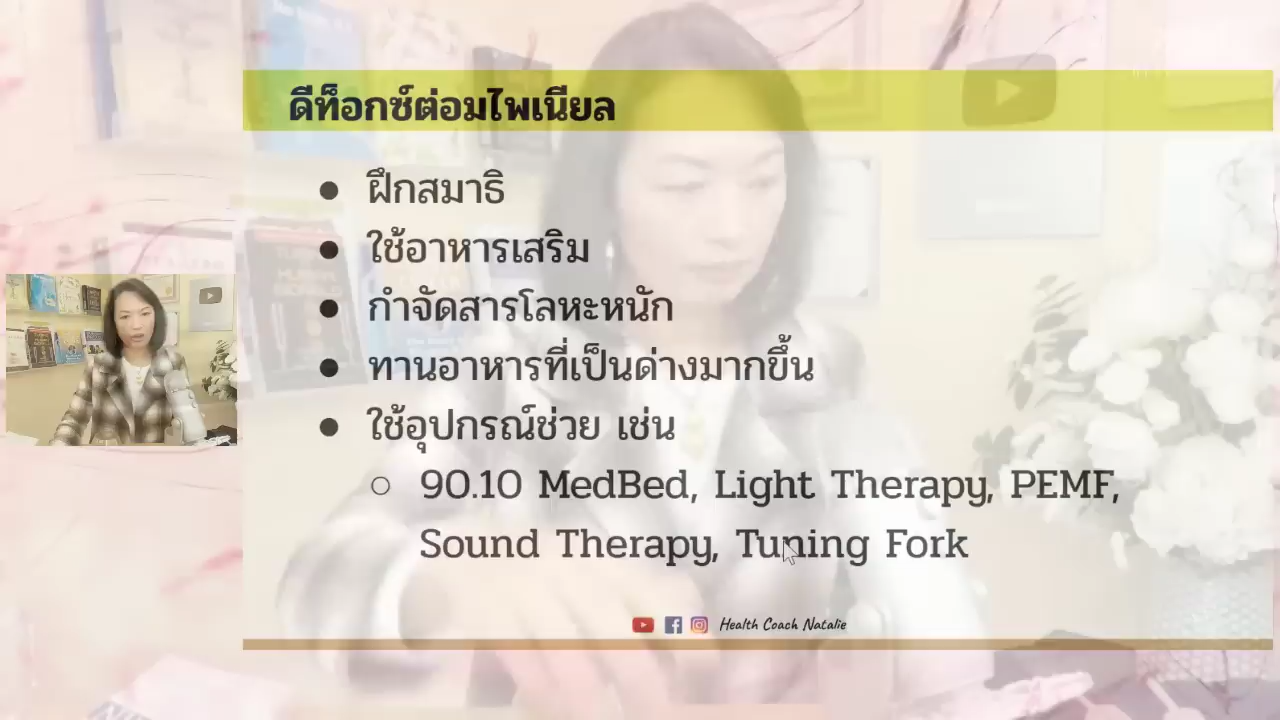 ดีท็อกซ์ต่อมไพเนียล
● ฝึกสมาธิ
● ใช้อาหารเสริม
● กำจัดสารโลหะหนัก
● ทานอาหารที่เป็นด่างมากขึ้น
● ใช้อุปกรณ์ช่วย เช่น
○ 90.10 MedBed, Light Therapy, PEMF,
Sound Therapy, Tuning Fork
Health Coach Natalie